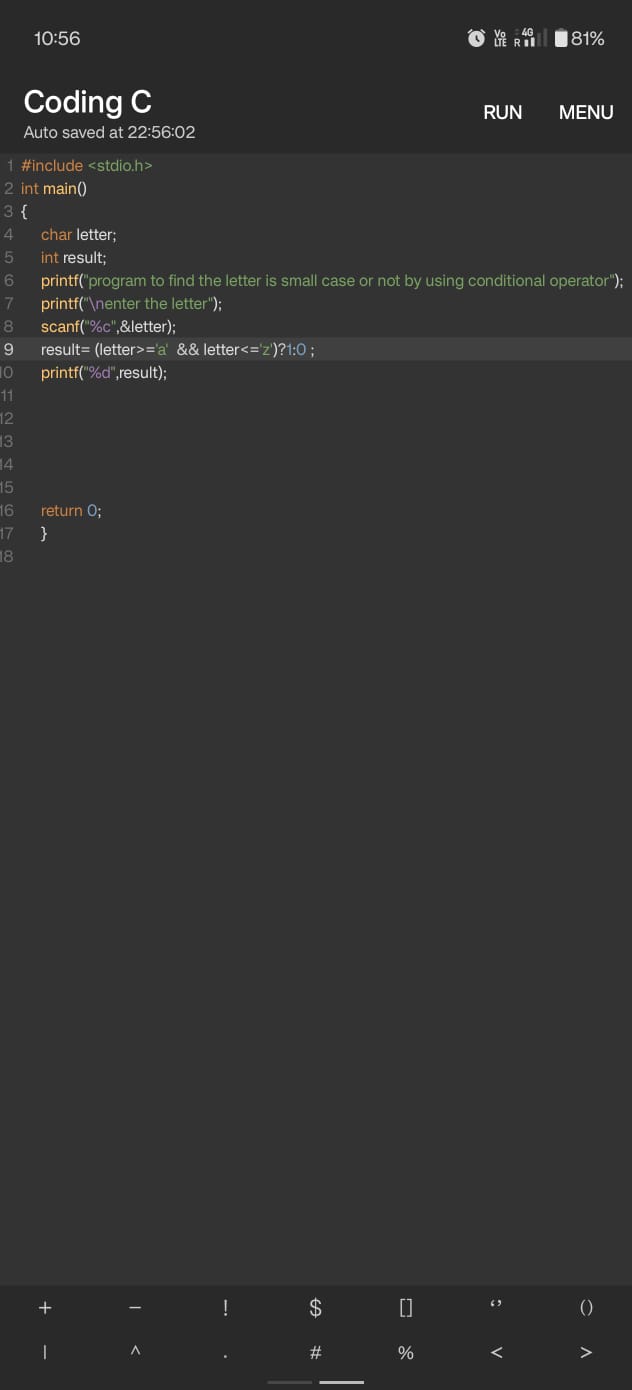 10:56 Vo LTE R 4G 81%
Coding C
Auto saved at 22:56:02
RUN MENU
1 #include <stdio.h>
2 int main()
3 {
4 char letter;
5 int result;
6 printf("program to find the letter is small case or not by using conditional operator");
7 printf("\nenter the letter");
8 scanf("%c",&letter);
9 result= (letter>='a'  && letter<='z')?1:0 ;
10 printf("%d",result);
11
12
13
14
15
16 return 0;
17 }
18
+ − ! $ [] ‘’ ()
| ^ . # % < >